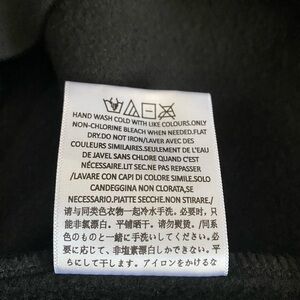 HAND WASH COLD WITH LIKE COLOURS.ONLY
NON-CHLORINE BLEACH WHEN NEEDED.FLAT
DRY.DO NOT IRON/LAVER AVEC DES
COULEURS SIMILAIRES.SEULEMENT DE L'EAU
DE JAVEL SANS CHLORE QUAND C'EST
NÉCESSAIRE.LIT SEC.NE PAS REPASSER
/LAVARE CON CAPI DI COLORE SIMILE.SOLO
CANDEGGINA NON CLORATA,SE
NECESSARIO.PIATTO SECCHE.NON STIRARE./
请与同类色衣物一起冷水手洗。必要时，只
能非氯漂白。平铺晒干。请勿熨烫。/同系
色のものと一緒に手洗いしてください。必
要に応じて、非塩素漂白しかできない。平
らにして干します。アイロンをかけるな